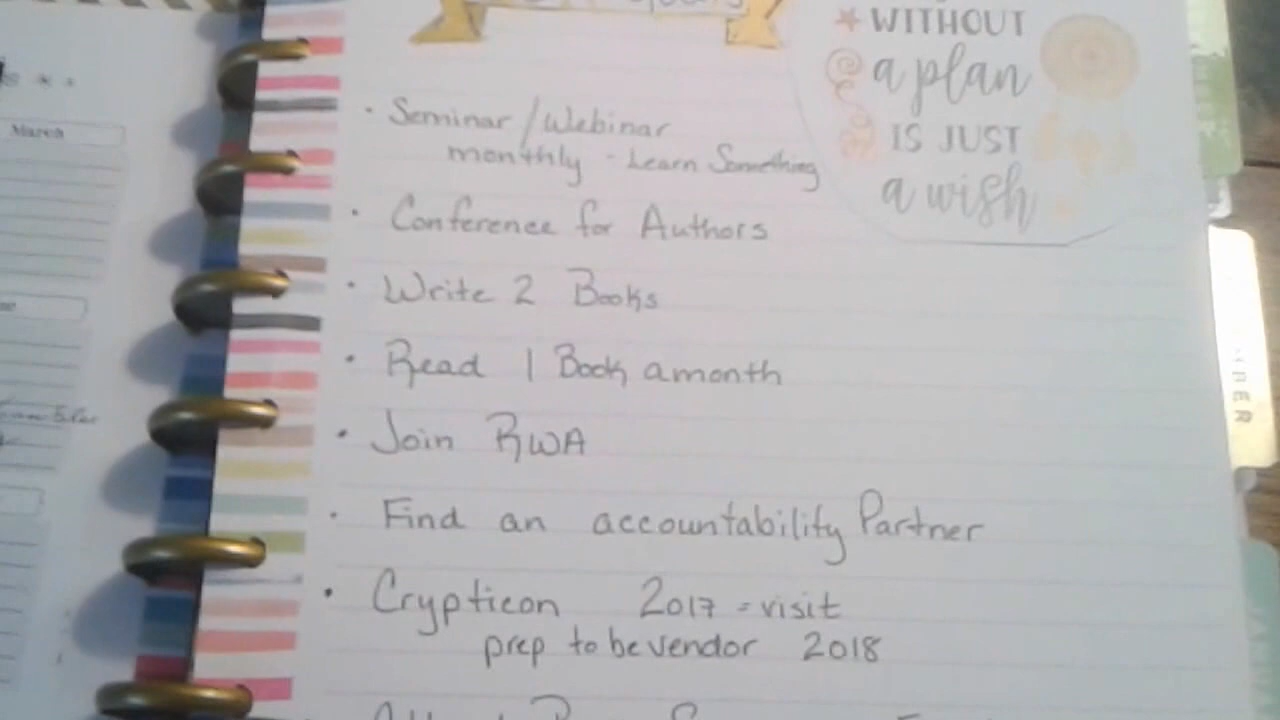 WITHOUT
a plan
IS JUST
a wish
March
· Seminar / Webinar
monthly - Learn Something
· Conference for Authors
· Write 2 Books
· Read 1 Book a month
· Join RWA
· Find an accountability Partner
· Crypticon 2017 = visit
prep to be vendor 2018